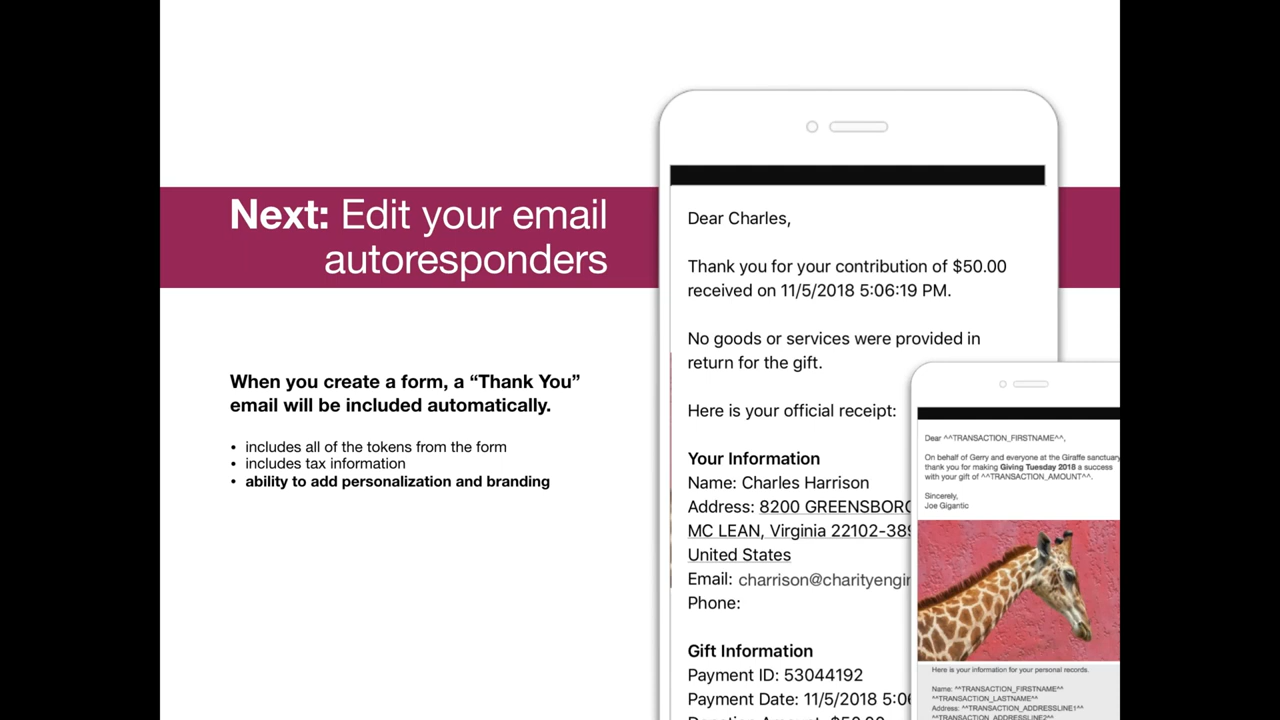 Next: Edit your email
autoresponders
When you create a form, a “Thank You”
email will be included automatically.
• includes all of the tokens from the form
• includes tax information
• ability to add personalization and branding
Dear Charles,
Thank you for your contribution of $50.00
received on 11/5/2018 5:06:19 PM.
No goods or services were provided in
return for the gift.
Here is your official receipt:
Your Information
Name: Charles Harrison
Address: 8200
MC LEAN, Virginia
United States
Email:
Phone:
Gift Information
Payment ID: 53044192
Payment Date: 11/5/2018
Dear ^^TRANSACTION_FIRSTNAME^^,
On behalf of Gerry and everyone at the Giraffe sanctuary
thank you for making Giving Tuesday 2018 a success
with your gift of ^^TRANSACTION_AMOUNT^^.
Sincerely,
Joe Gigantic
Here is your information for your personal records.
Name: ^^TRANSACTION_FIRSTNAME^^
^^TRANSACTION_LASTNAME^^
Address: ^^TRANSACTION_ADDRESSLINE1^^
^^TRANSACTION_ADDRESSLINE2^^